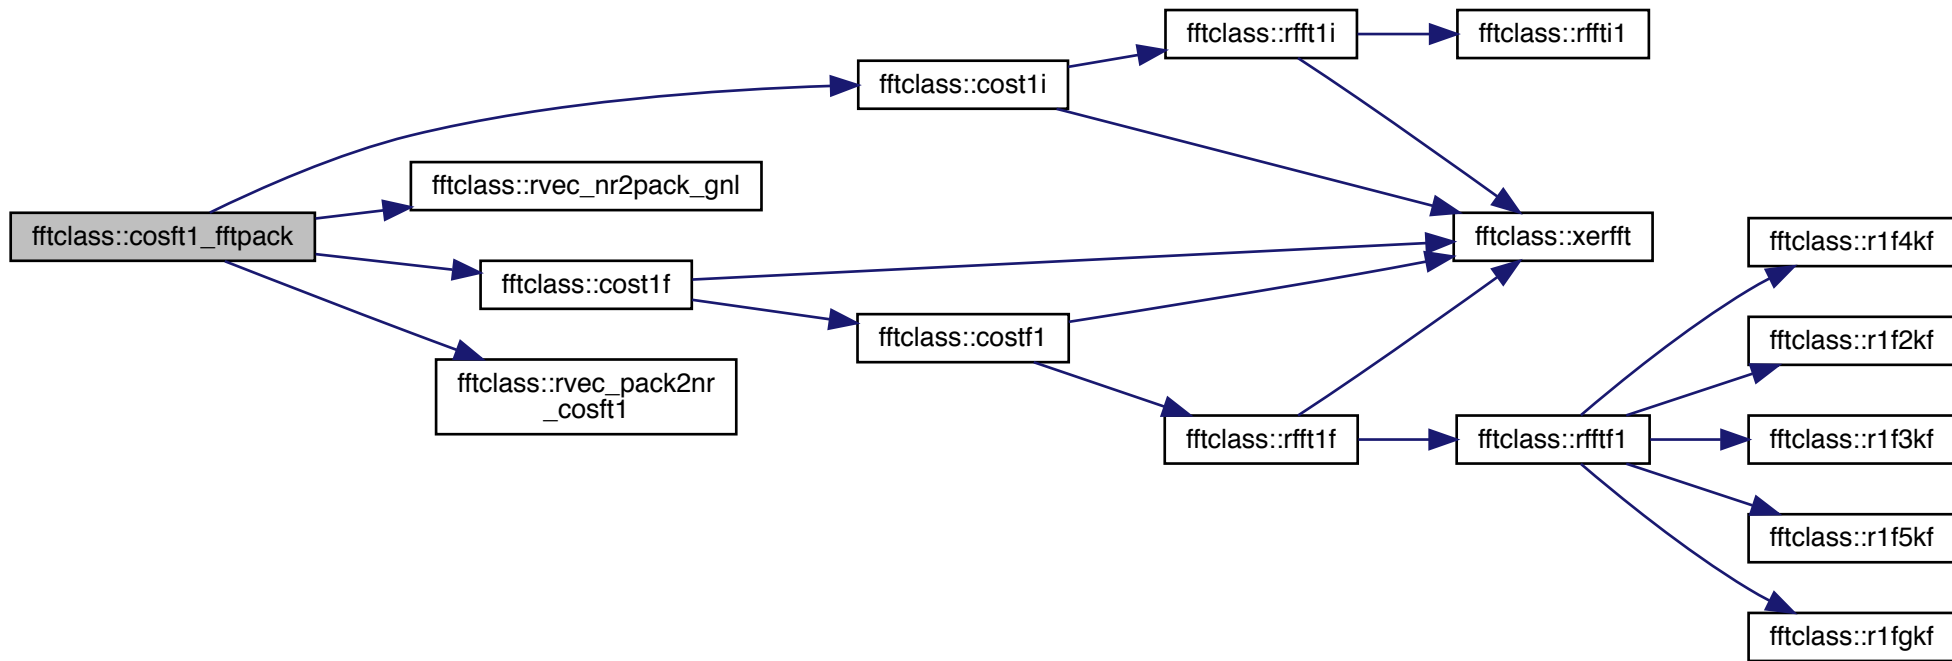 fftclass::cosft1_fftpack
fftclass::cost1i
fftclass::rvec_nr2pack_gnl
fftclass::cost1f
fftclass::rvec_pack2nr
_cosft1
fftclass::costf1
fftclass::rfft1i
fftclass::rffti1
fftclass::xerfft
fftclass::rfft1f
fftclass::rfftf1
fftclass::r1f4kf
fftclass::r1f2kf
fftclass::r1f3kf
fftclass::r1f5kf
fftclass::r1fgkf